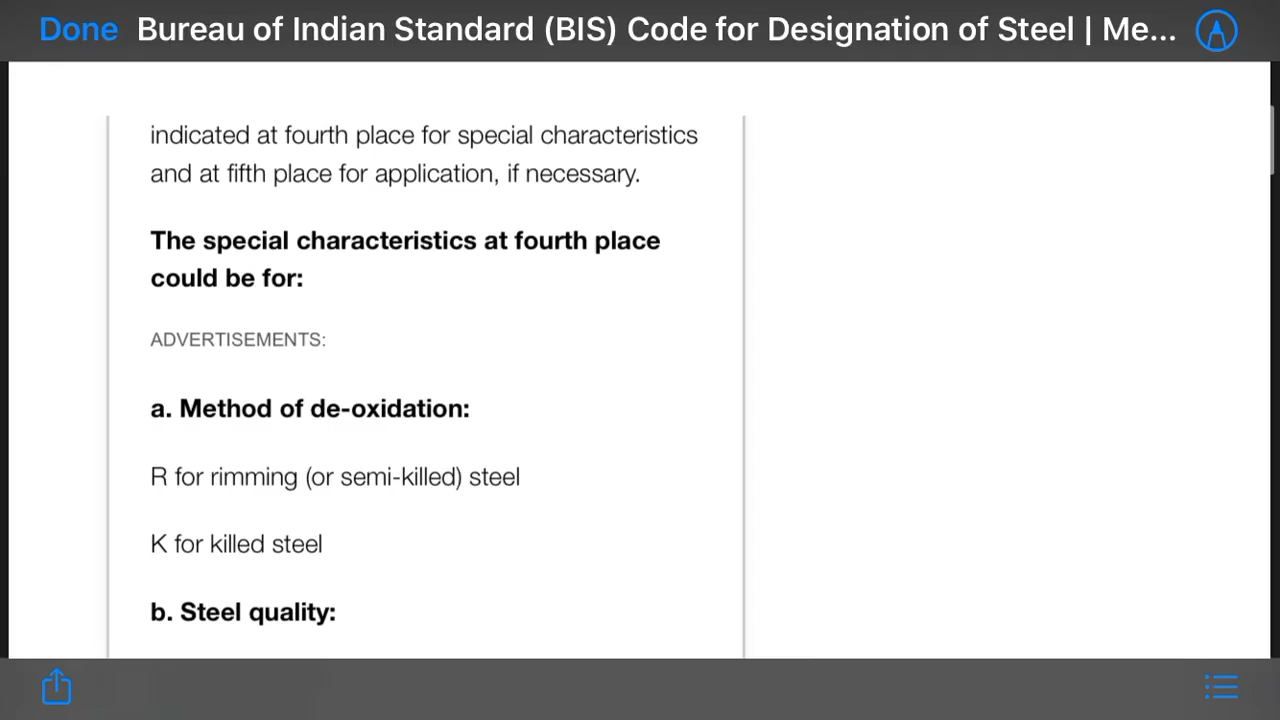 Done Bureau of Indian Standard (BIS) Code for Designation of Steel | Me...
indicated at fourth place for special characteristics
and at fifth place for application, if necessary.
The special characteristics at fourth place
could be for:
ADVERTISEMENTS:
a. Method of de-oxidation:
R for rimming (or semi-killed) steel
K for killed steel
b. Steel quality: